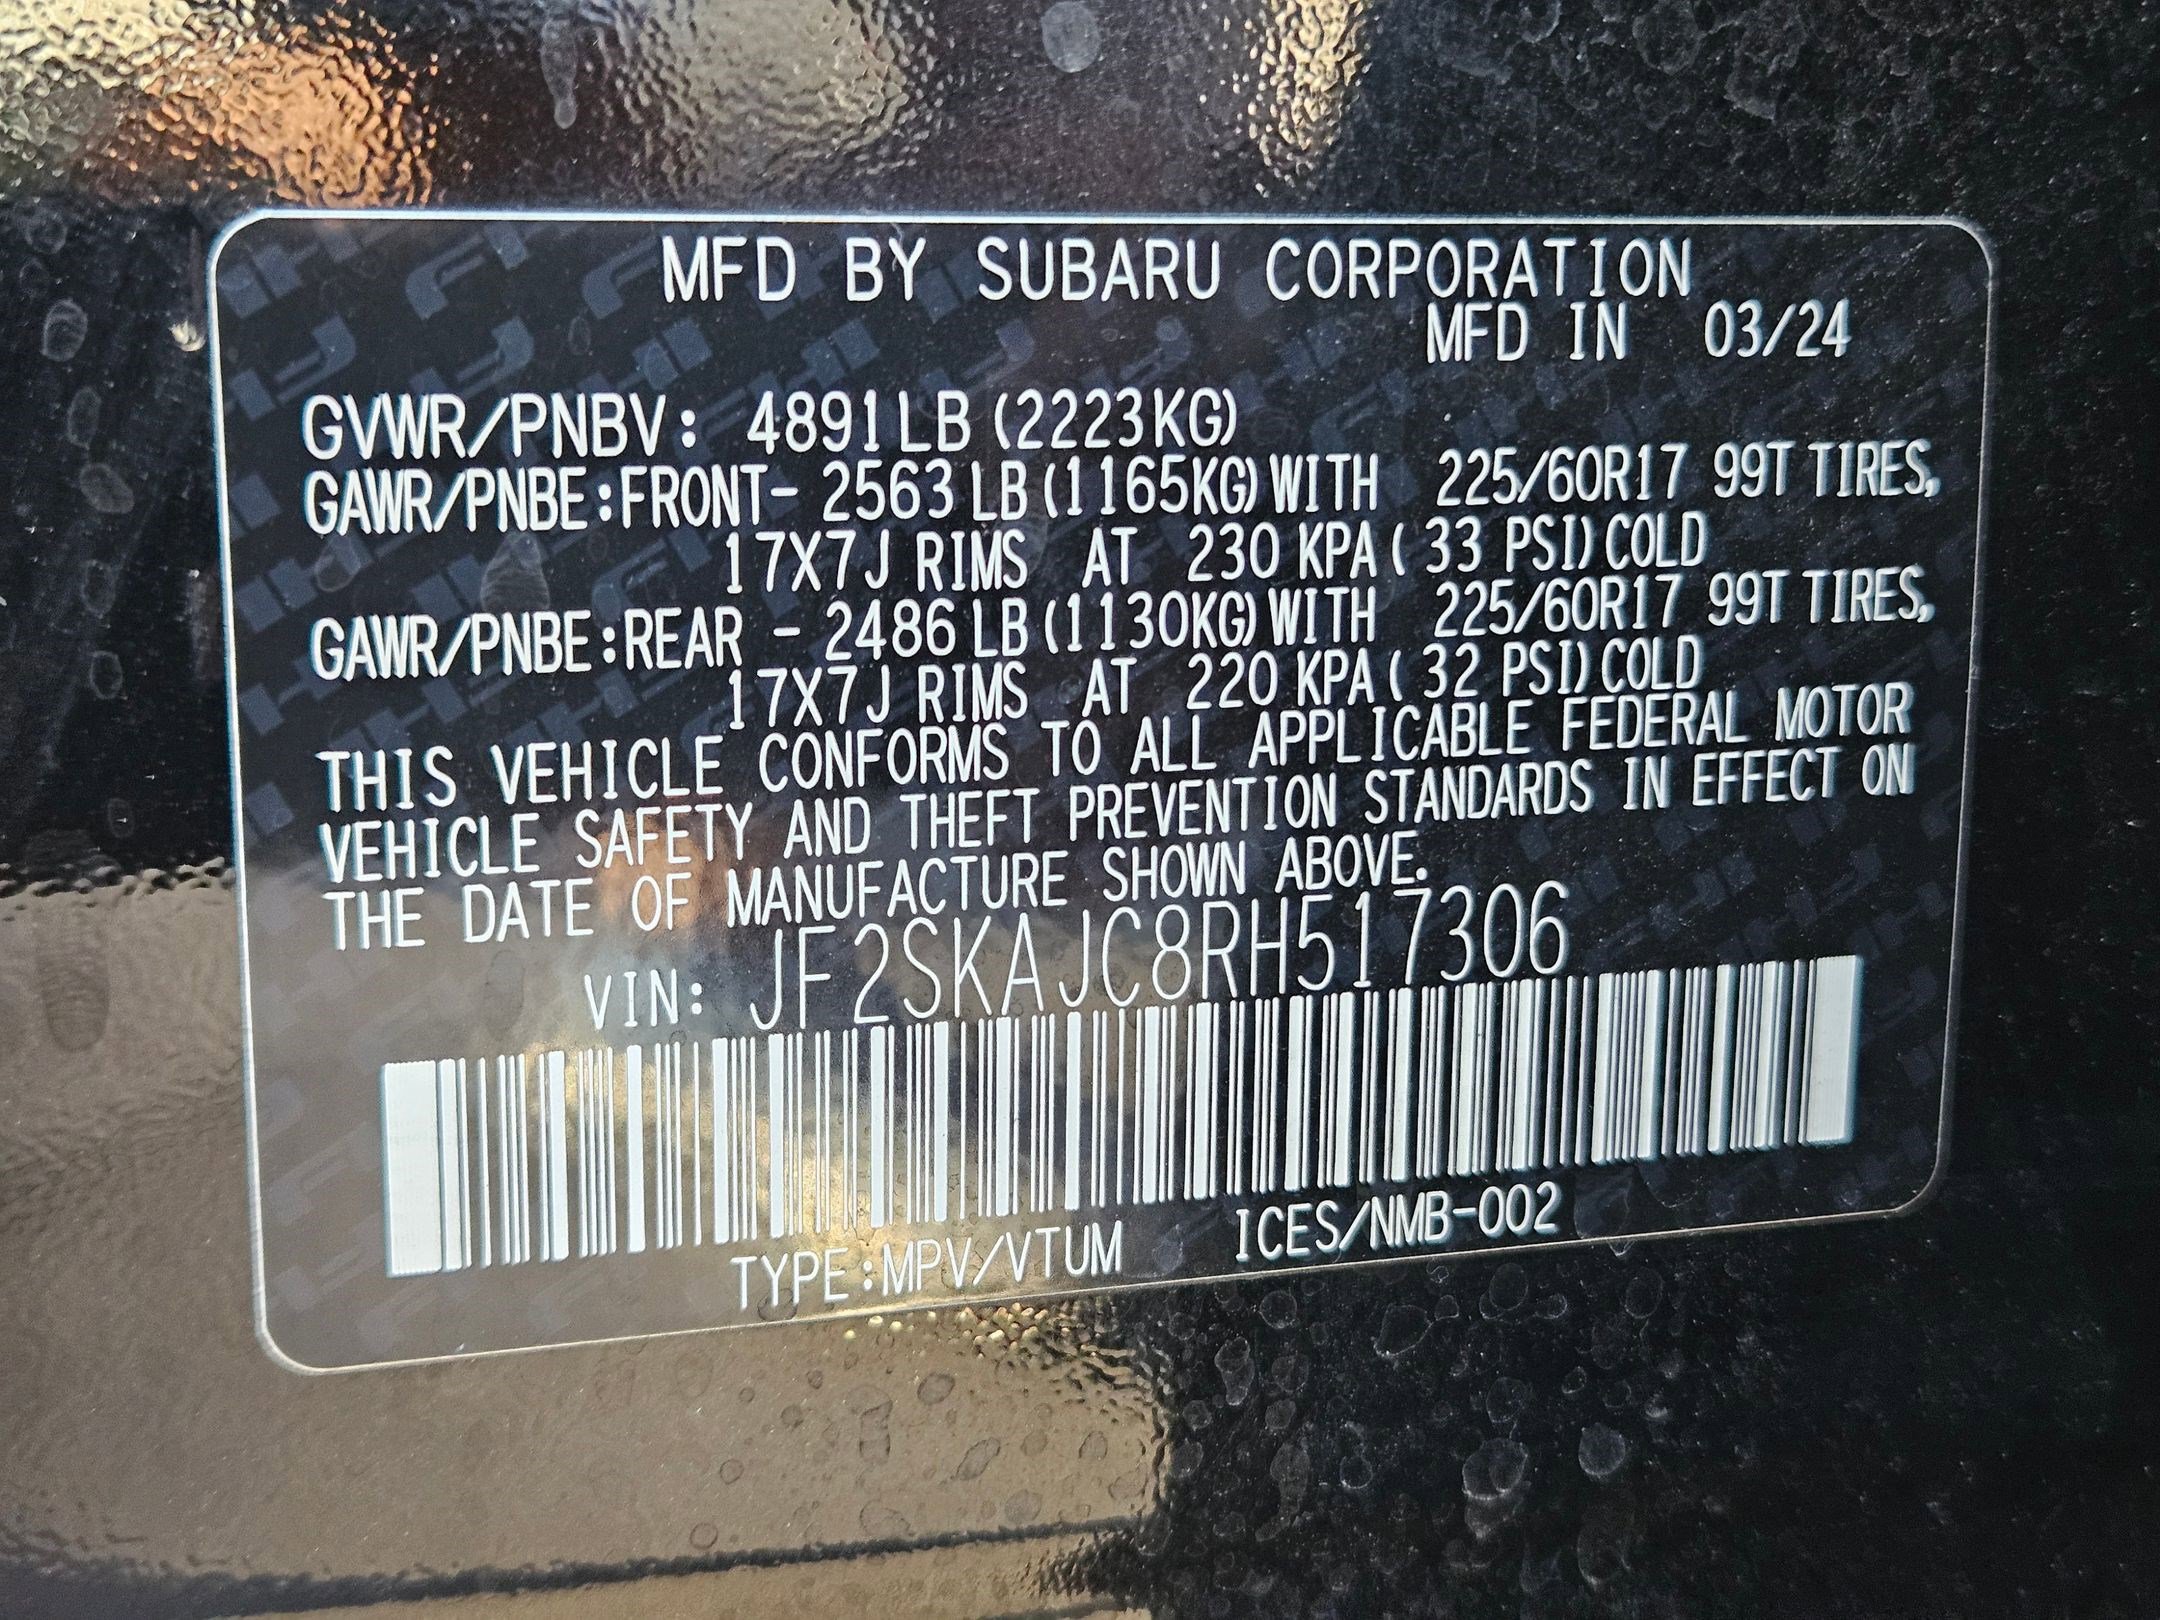 MFD BY SUBARU CORPORATION
MFD IN 03/24
GVWR/PNBV: 4891LB (2223KG)
GAWR/PNBE:FRONT- 2563 LB (1165KG) WITH 225/60R17 99T TIRES,
17X7J RIMS AT 230 KPA ( 33 PSI) COLD
GAWR/PNBE:REAR - 2486 LB (1130KG) WITH 225/60R17 99T TIRES,
17X7J RIMS AT 220 KPA ( 32 PSI) COLD
THIS VEHICLE CONFORMS TO ALL APPLICABLE FEDERAL MOTOR
VEHICLE SAFETY AND THEFT PREVENTION STANDARDS IN EFFECT ON
THE DATE OF MANUFACTURE SHOWN ABOVE.
VIN: JF2SKAJC8RH517306
TYPE:MPV/VTUM ICES/NMB-002